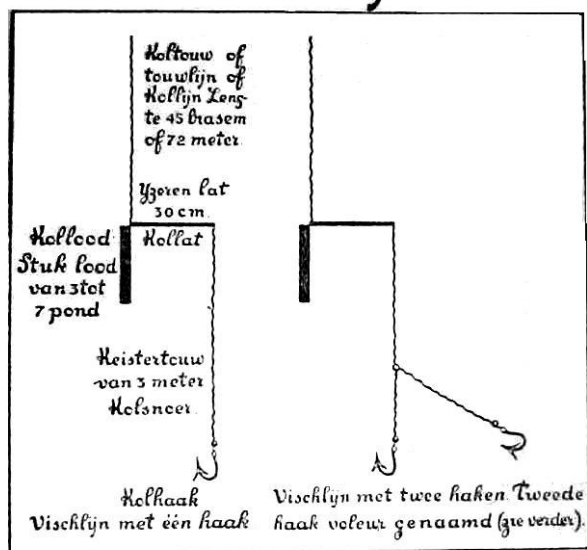 Koltouw of
touwlijn of
Kollijn Leng-
te 45 brasem
of 72 meter.
Yzeren lat
30 cm.
Kollat
Kollood
Stuk lood
van 3 tot
7 pond
Heistertouw
van 3 meter
Kolsnoer.
Kolhaak
Vischlijn met één haak
Vischlijn met twee haken. Tweede
haak voleur genaamd (zie verder).